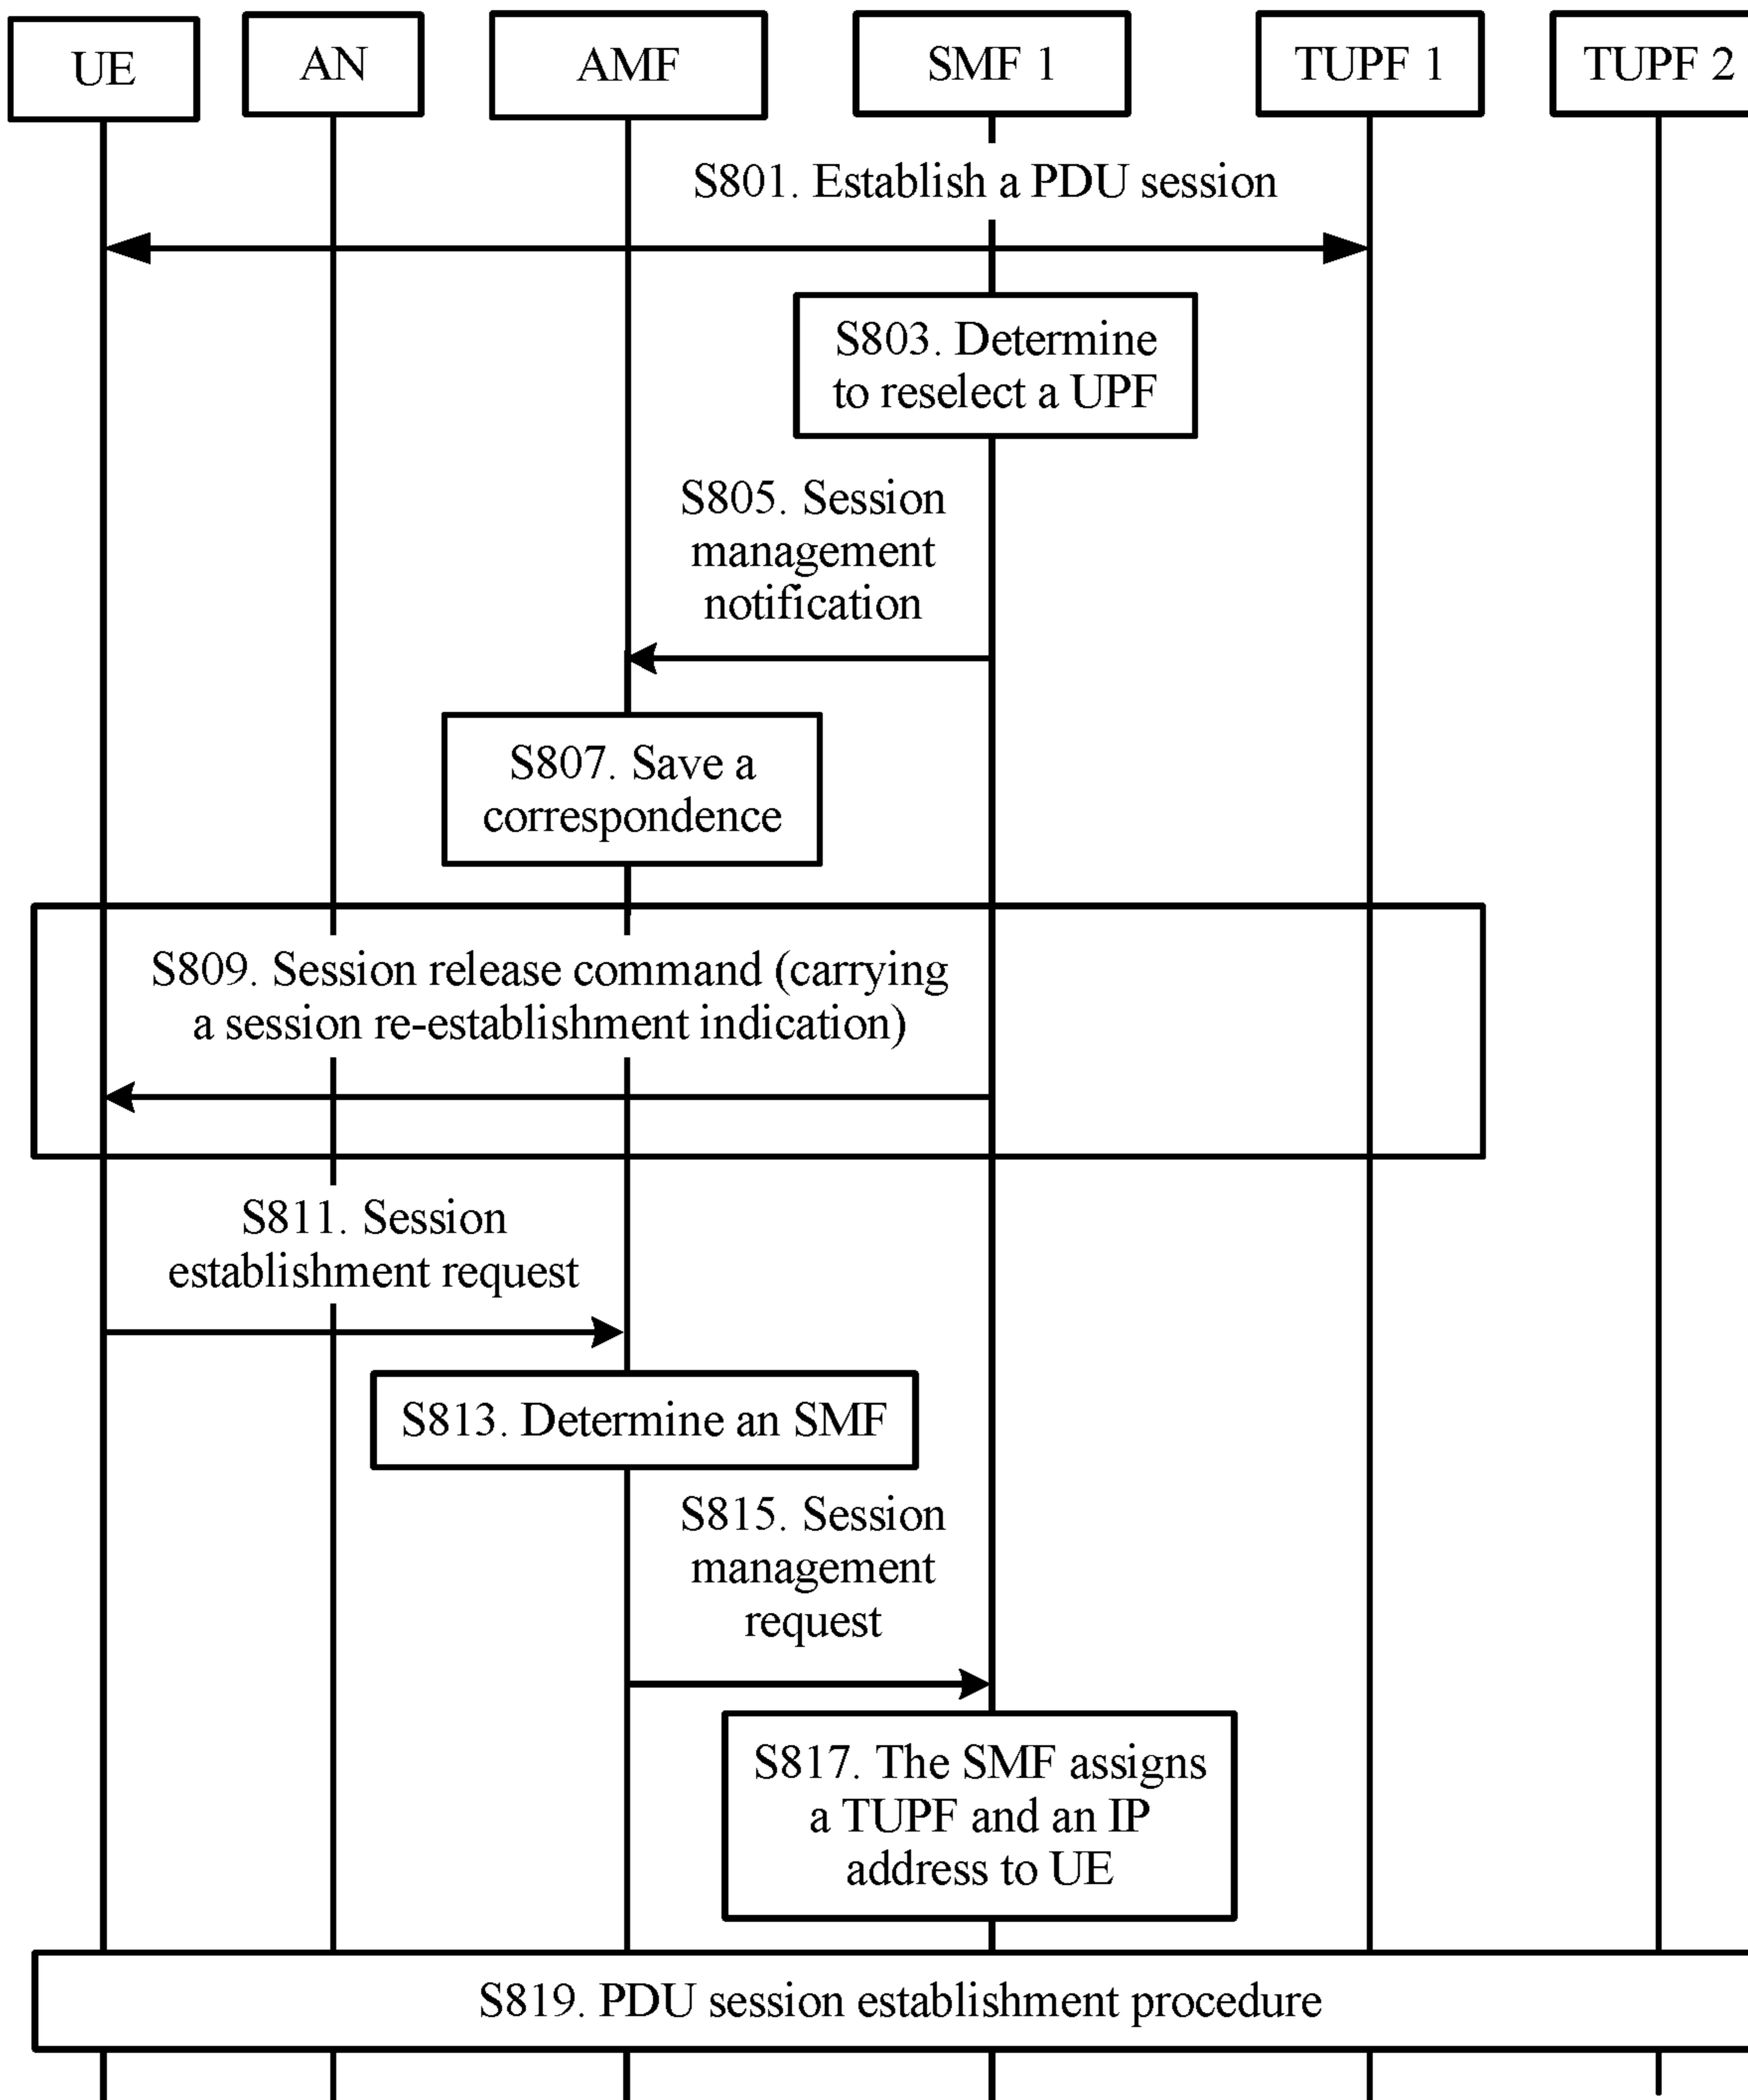 UE
AN
AMF
SMF 1
TUPF 1
TUPF 2
S801. Establish a PDU session
S803. Determine
to reselect a UPF
S805. Session
management
notification
S807. Save a
correspondence
S809. Session release command (carrying
a session re-establishment indication)
S811. Session
establishment request
S813. Determine an SMF
S815. Session
management
request
S817. The SMF assigns
a TUPF and an IP
address to UE
S819. PDU session establishment procedure